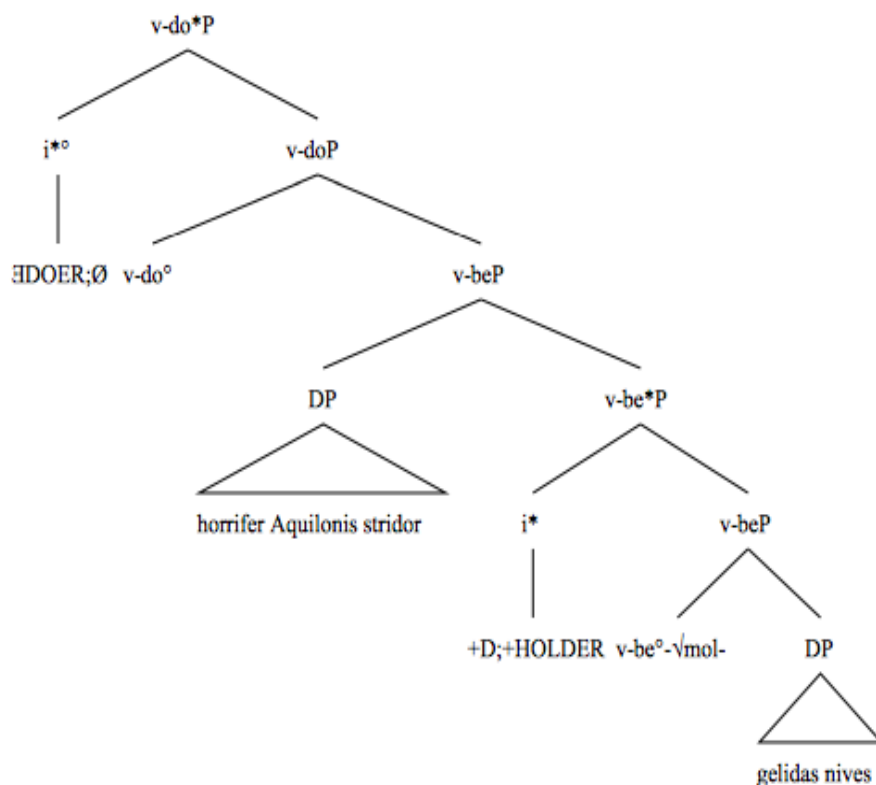 v-do*P
i*° v-doP
ƎDOER;Ø v-do° v-beP
DP v-be*P
horrifer Aquilonis stridor i* v-beP
+D;+HOLDER v-be°-√mol- DP
gelidas nives